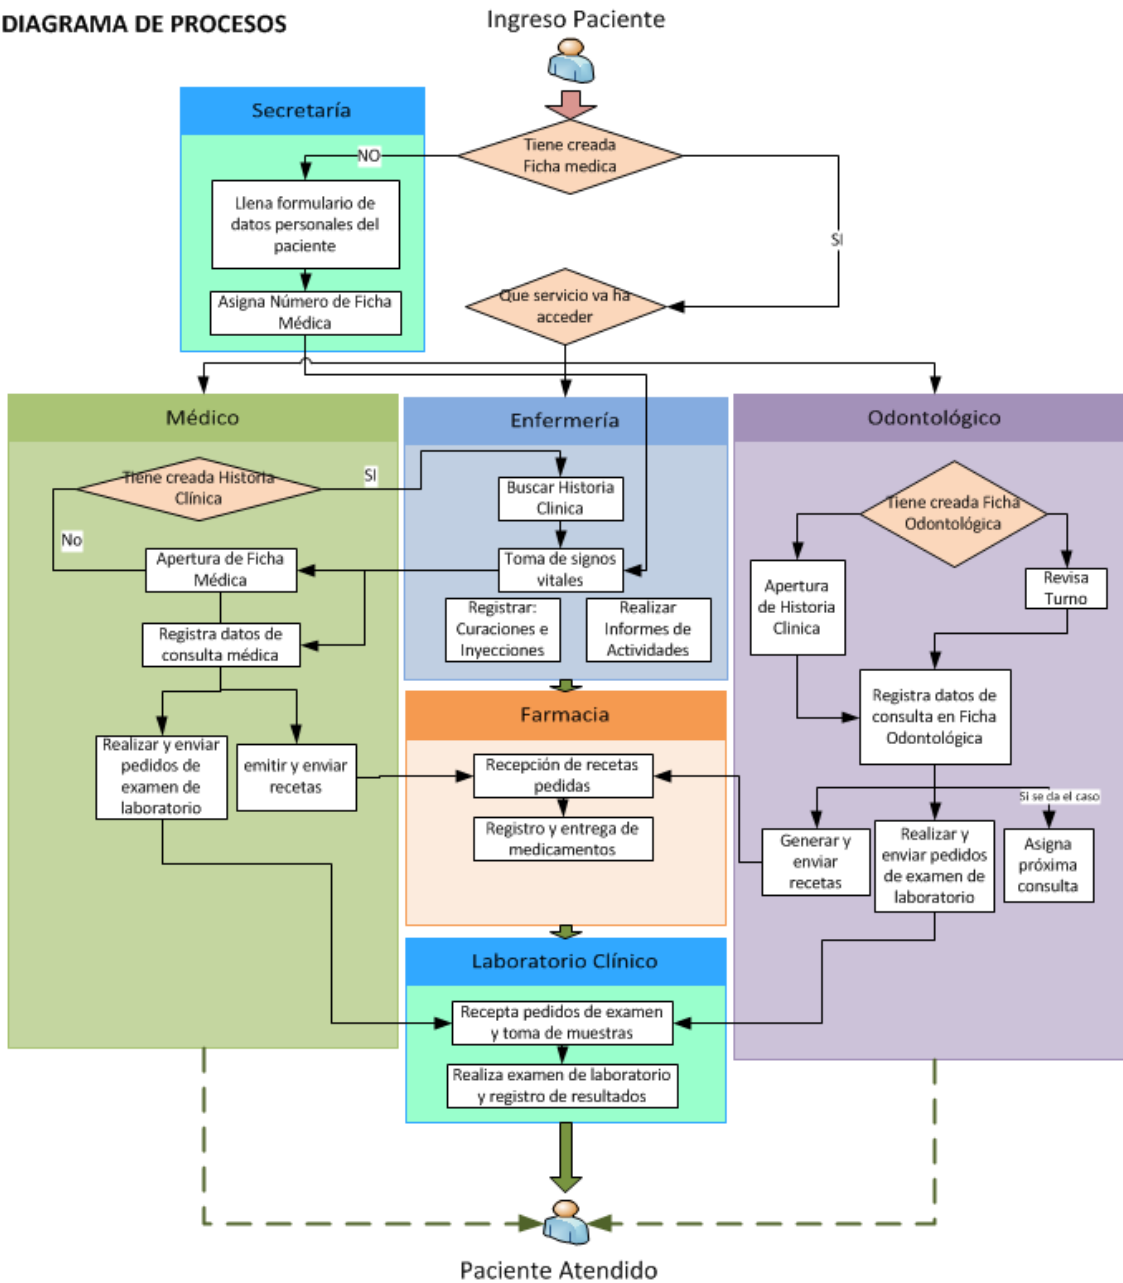 DIAGRAMA DE PROCESOS
Ingreso Paciente
Secretaría
Tiene creada
Ficha medica
NO
Llena formulario de
datos personales del
paciente
SI
Asigna Número de Ficha
Médica
Que servicio va ha
acceder
Médico
Tiene creada Historia
Clínica
SI
No
Apertura de Ficha
Médica
Registra datos de
consulta médica
Realizar y enviar
pedidos de
examen de
laboratorio
emitir y enviar
recetas
Enfermería
Buscar Historia
Clinica
Toma de signos
vitales
Registrar:
Curaciones e
Inyecciones
Realizar
Informes de
Actividades
Farmacia
Recepción de recetas
pedidas
Registro y entrega de
medicamentos
Laboratorio Clínico
Recepta pedidos de examen
y toma de muestras
Realiza examen de laboratorio
y registro de resultados
Odontológico
Tiene creada Ficha
Odontológica
Apertura
de Historia
Clinica
Revisa
Turno
Registra datos de
consulta en Ficha
Odontológica
Si se da el caso
Generar y
enviar
recetas
Realizar y
enviar pedidos
de examen de
laboratorio
Asigna
próxima
consulta
Paciente Atendido